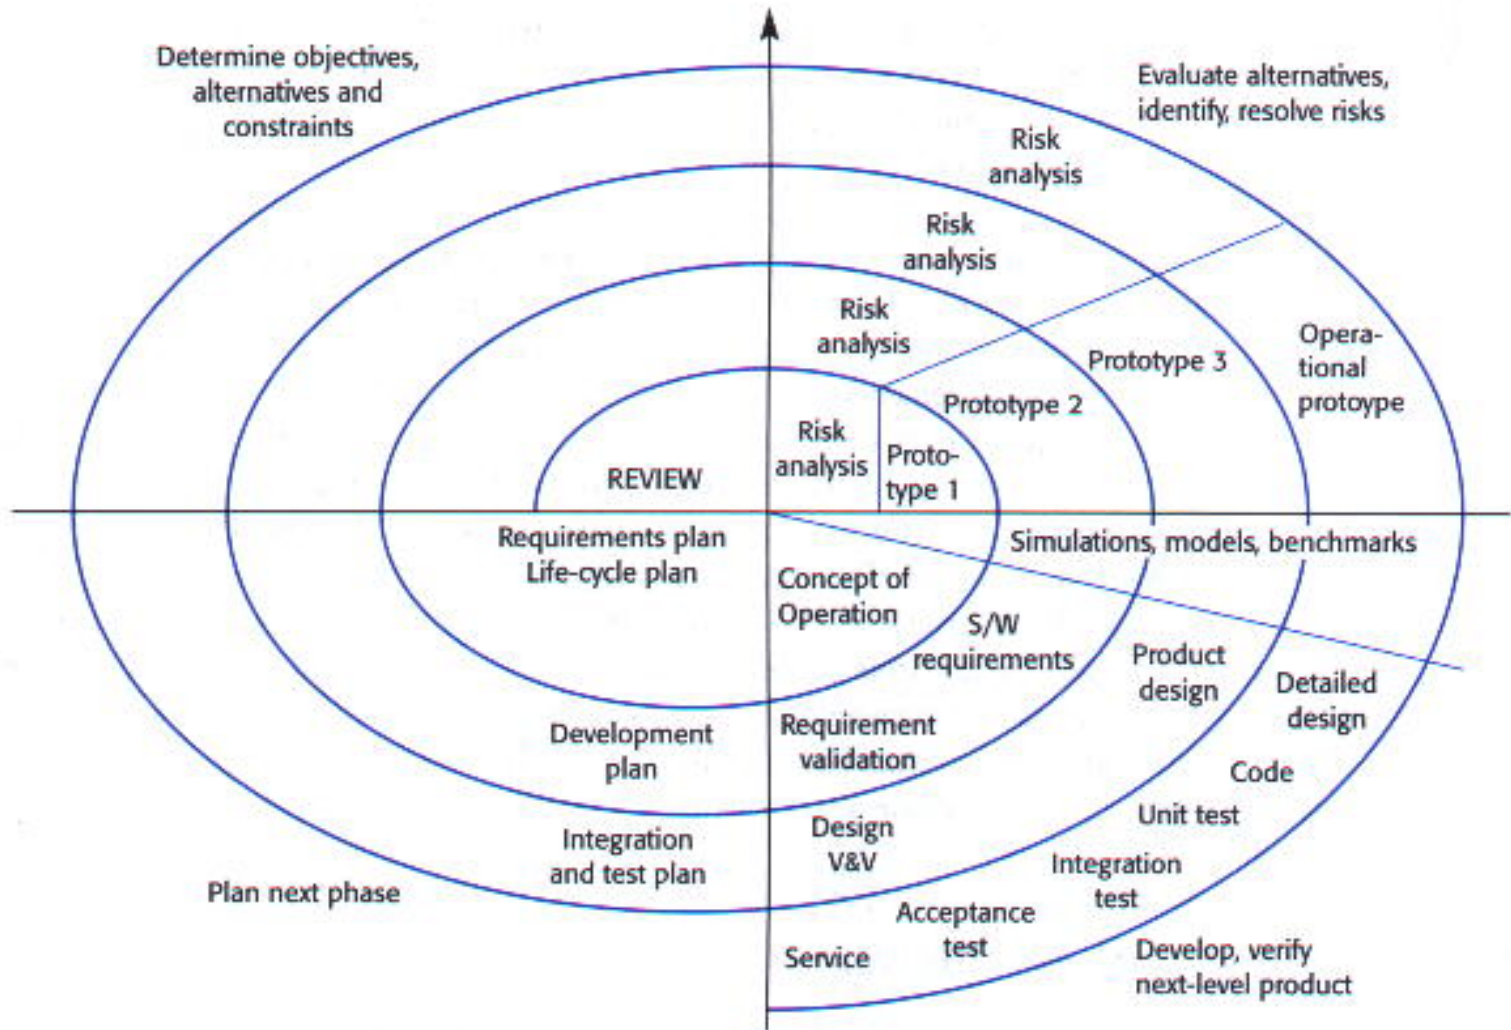 Determine objectives,
alternatives and
constraints
Evaluate alternatives,
identify, resolve risks
Risk
analysis
Risk
analysis
Risk
analysis
Risk
analysis
Proto-
type 1
Prototype 2
Prototype 3
Opera-
tional
protoype
REVIEW
Requirements plan
Life-cycle plan
Simulations, models, benchmarks
Concept of
Operation
S/W
requirements
Product
design
Detailed
design
Development
plan
Requirement
validation
Code
Unit test
Integration
and test plan
Design
V&V
Integration
test
Plan next phase
Acceptance
test
Service
Develop, verify
next-level product